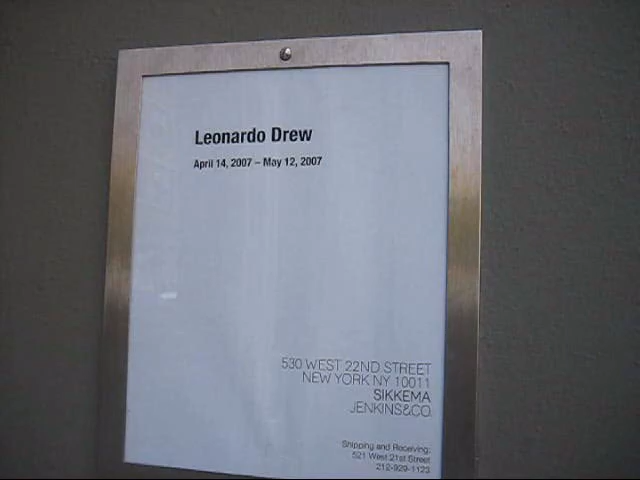 Leonardo Drew
April 14, 2007 – May 12, 2007
530 WEST 22ND STREET
NEW YORK NY 10011
SIKKEMA
JENKINS&CO.
Shipping and Receiving:
521 West 21st Street
212-929-1123